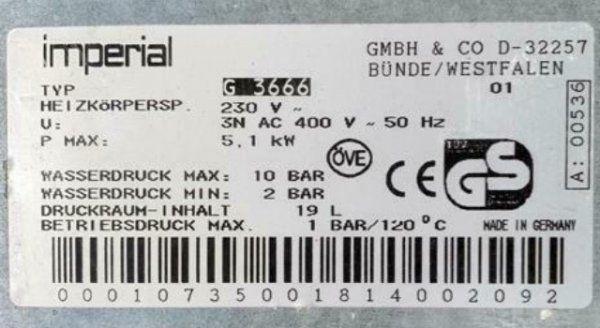 imperial
GMBH & CO D-32257
BÜNDE/WESTFALEN
TYP G 3666 01
HEIZKÖRPERSP. 230 V ~
U: 3N AC 400 V ~ 50 Hz
P MAX: 5,1 kW
A: 00536
ÖVE
CE
GS
WASSERDRUCK MAX: 10 BAR
WASSERDRUCK MIN: 2 BAR
DRUCKRAUM-INHALT 19 L
BETRIEBSDRUCK MAX. 1 BAR/120°C
MADE IN GERMANY
00010735001814002092